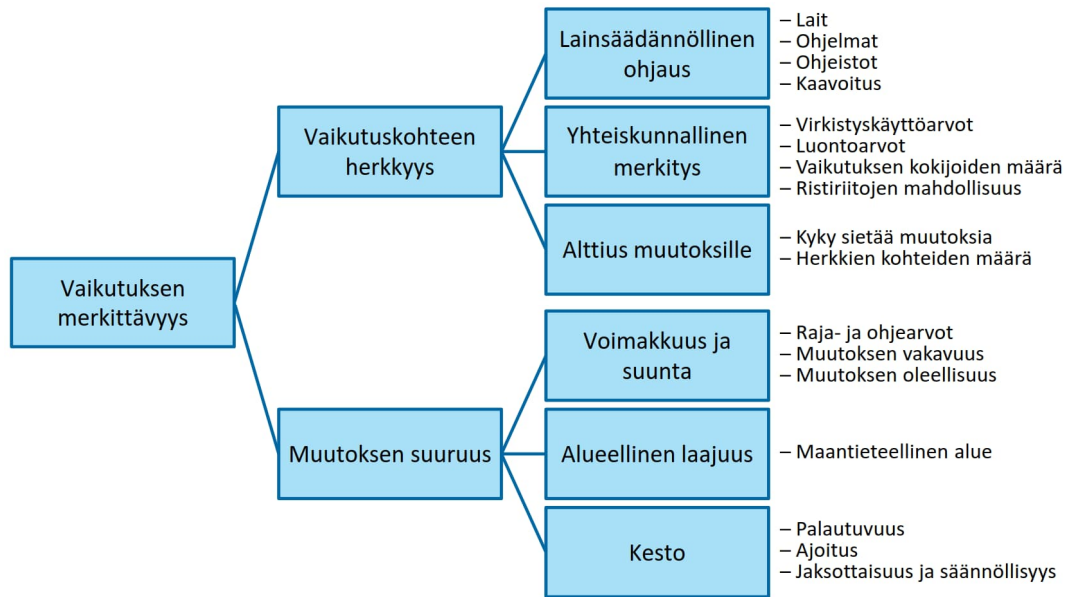 Vaikutuksen
merkittävyys
Vaikutuskohteen
herkkyys
Lainsäädännöllinen
ohjaus
– Lait
– Ohjelmat
– Ohjeistot
– Kaavoitus
Yhteiskunnallinen
merkitys
– Virkistyskäyttöarvot
– Luontoarvot
– Vaikutuksen kokijoiden määrä
– Ristiriitojen mahdollisuus
Alttius muutoksille
– Kyky sietää muutoksia
– Herkkien kohteiden määrä
Muutoksen suuruus
Voimakkuus ja
suunta
– Raja- ja ohjearvot
– Muutoksen vakavuus
– Muutoksen oleellisuus
Alueellinen laajuus
– Maantieteellinen alue
Kesto
– Palautuvuus
– Ajoitus
– Jaksottaisuus ja säännöllisyys